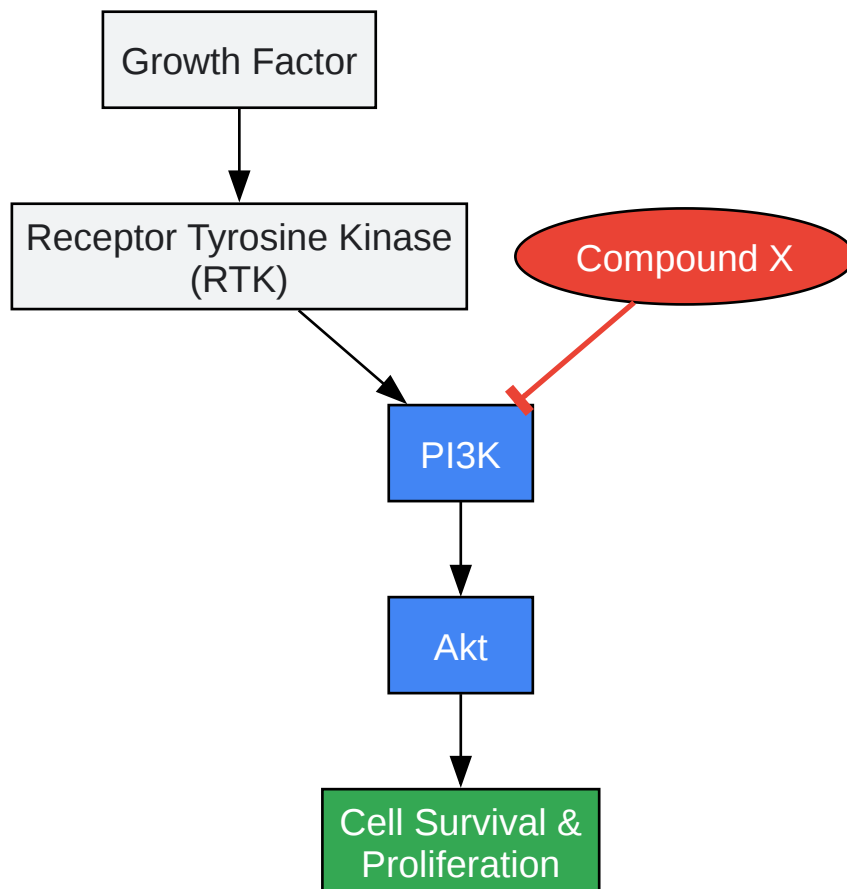 Growth Factor
Receptor Tyrosine Kinase
(RTK)
Compound X
PI3K
Akt
Cell Survival &
Proliferation